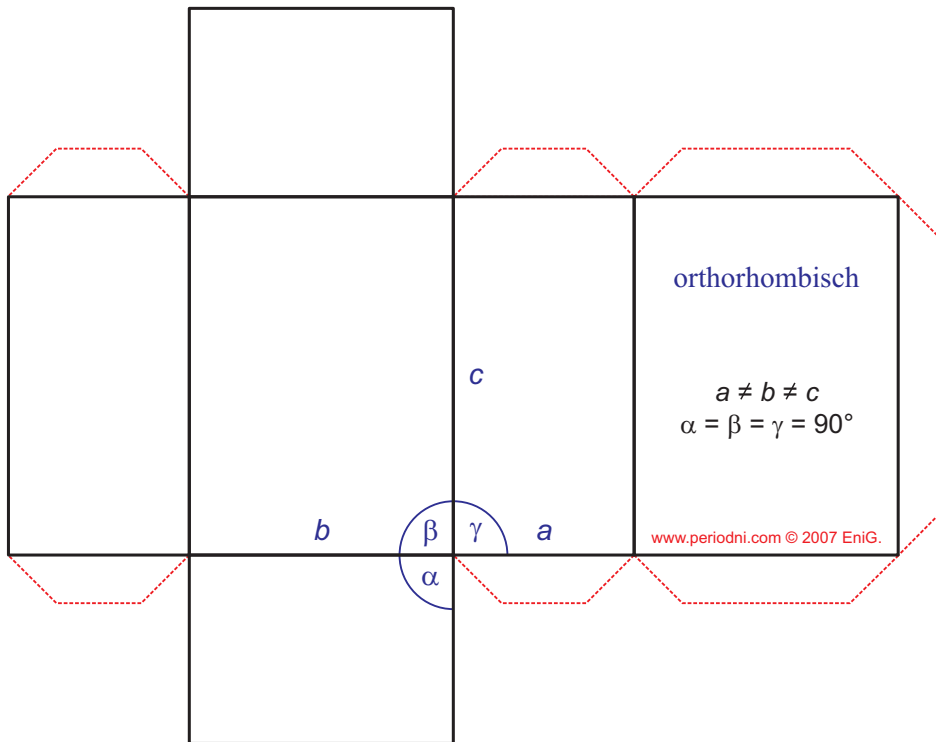 orthorhombisch
c
a ≠ b ≠ c
α = β = γ = 90°
b
β
γ
a
www.periodni.com © 2007 EniG.
α